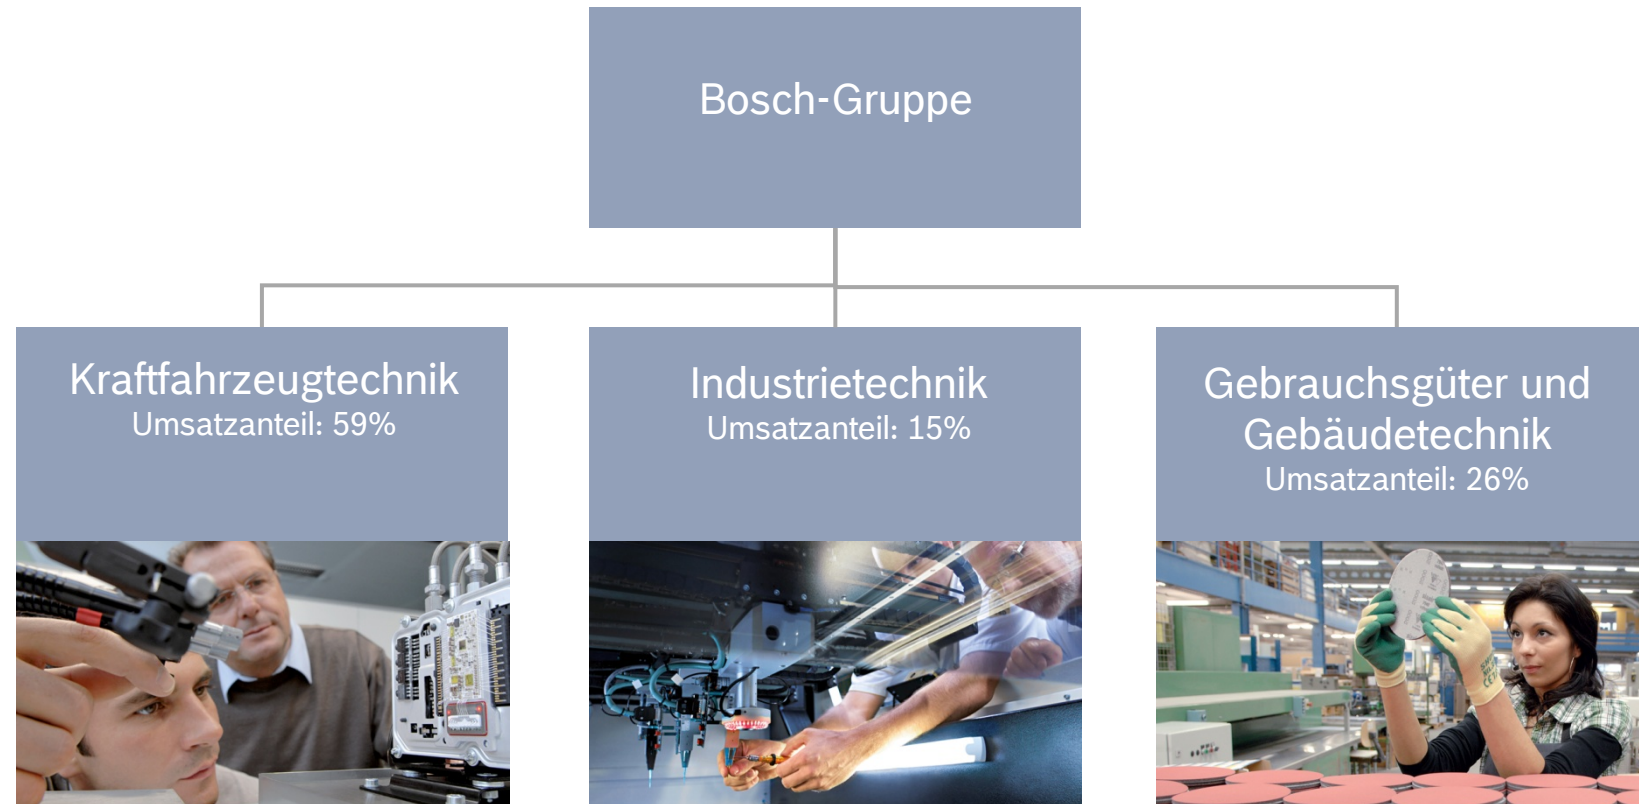 Bosch-Gruppe
Kraftfahrzeugtechnik
Umsatzanteil: 59%
Industrietechnik
Umsatzanteil: 15%
Gebrauchsgüter und
Gebäudetechnik
Umsatzanteil: 26%